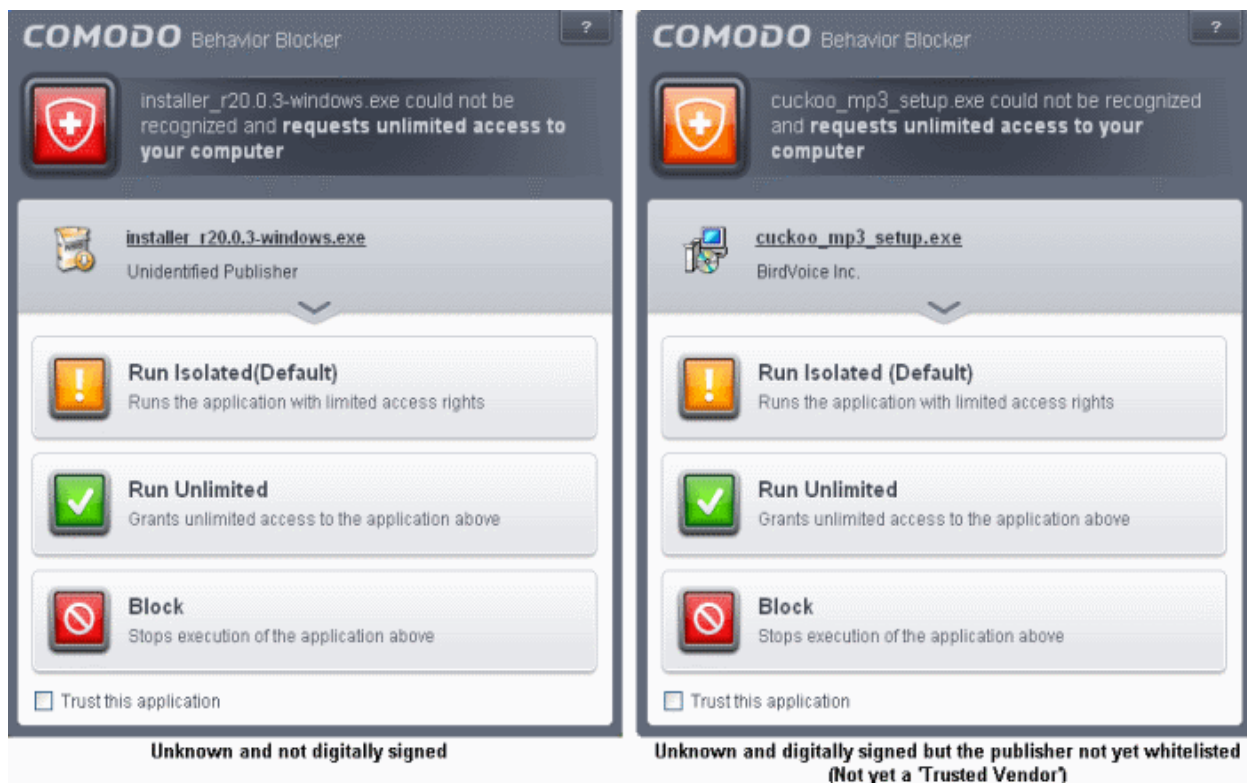 COMODO Behavior Blocker
?
installer_r20.0.3-windows.exe could not be
recognized and requests unlimited access to
your computer
installer_r20.0.3-windows.exe
Unidentified Publisher
Run Isolated(Default)
Runs the application with limited access rights
Run Unlimited
Grants unlimited access to the application above
Block
Stops execution of the application above
Trust this application
Unknown and not digitally signed
COMODO Behavior Blocker
?
cuckoo_mp3_setup.exe could not be recognized
and requests unlimited access to your
computer
cuckoo_mp3_setup.exe
BirdVoice Inc.
Run Isolated (Default)
Runs the application with limited access rights
Run Unlimited
Grants unlimited access to the application above
Block
Stops execution of the application above
Trust this application
Unknown and digitally signed but the publisher not yet whitelisted
(Not yet a 'Trusted Vendor')